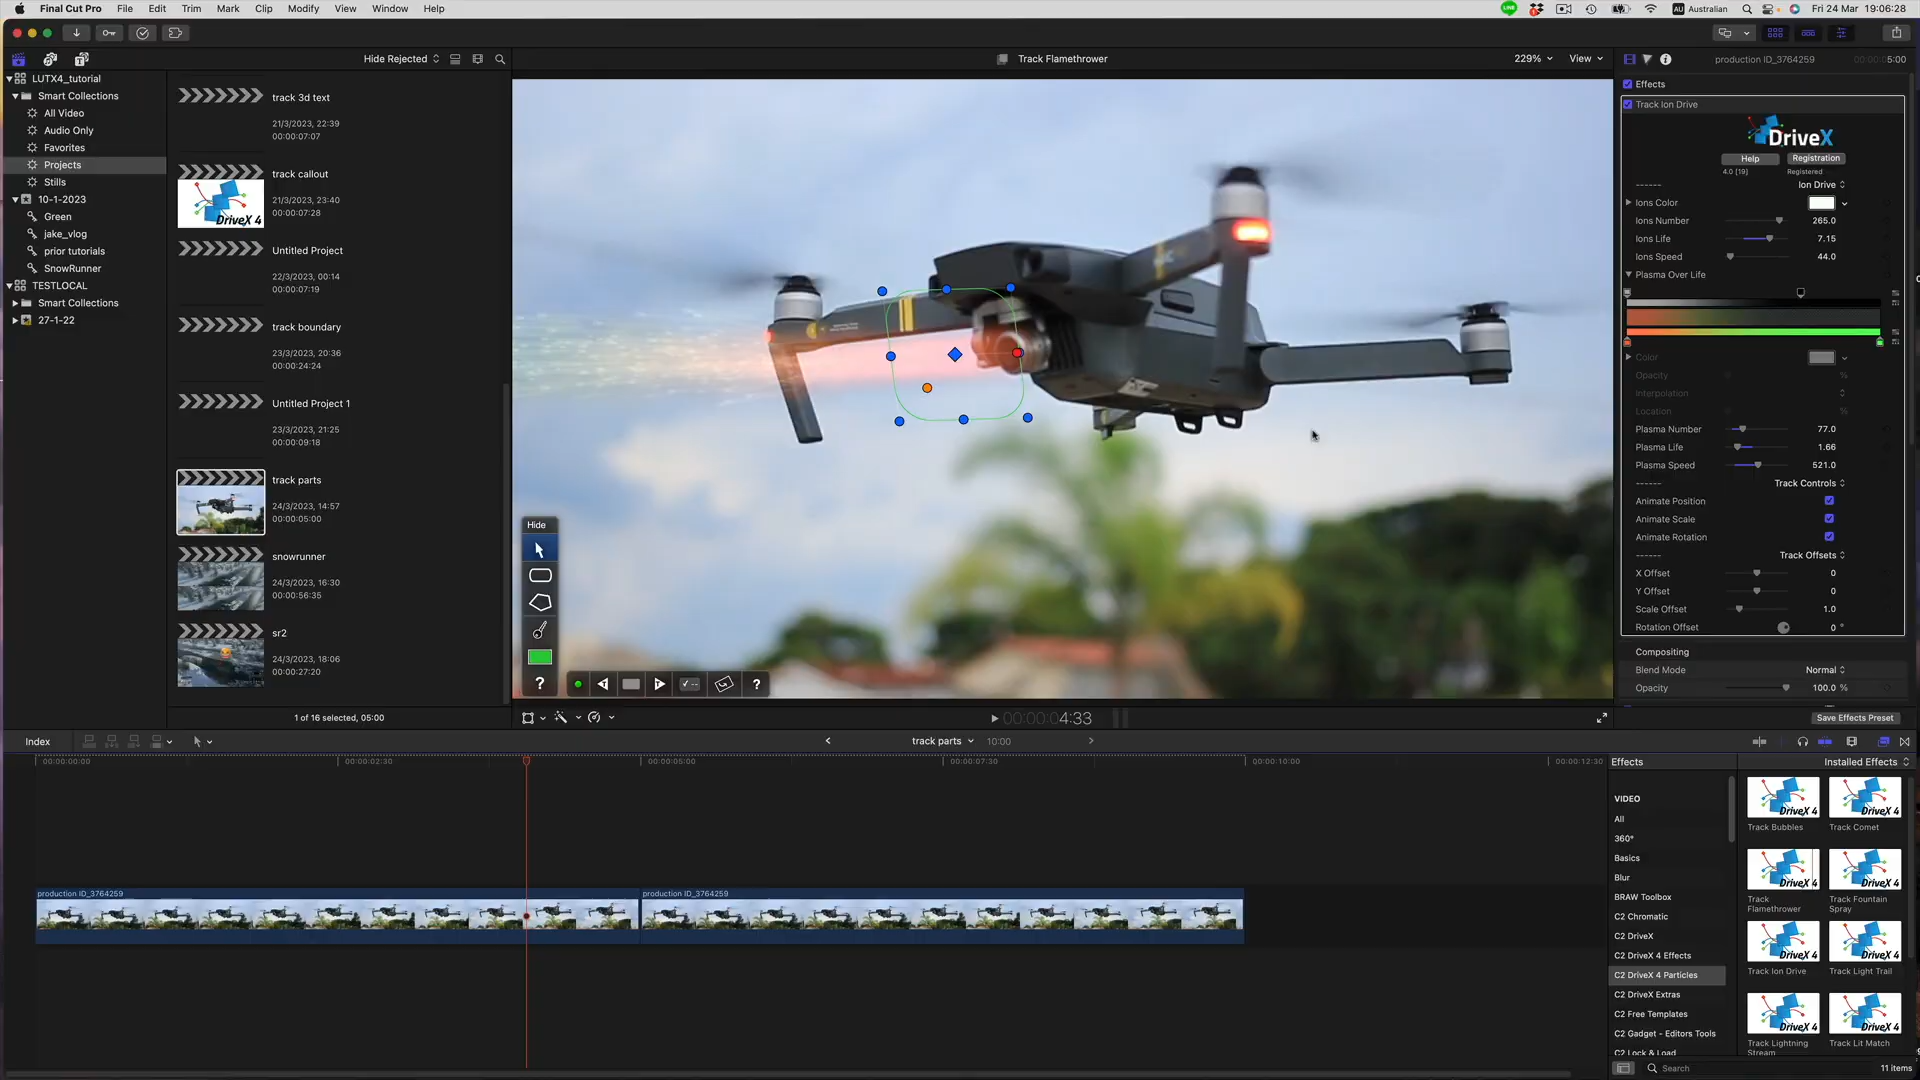 Final Cut Pro File Edit Trim Mark Clip Modify View Window Help
AU Australian Fri 24 Mar 19:06:28
Hide Rejected
Track Flamethrower
229% View
production ID_3764259
5:00
LUTX4_tutorial
Smart Collections
All Video
Audio Only
Favorites
Projects
Stills
10-1-2023
Green
jake_vlog
prior tutorials
SnowRunner
TESTLOCAL
Smart Collections
27-1-22
track 3d text
21/3/2023, 22:39
00:00:07:07
track callout
21/3/2023, 23:40
00:00:07:28
DriveX 4
Untitled Project
22/3/2023, 00:14
00:00:07:19
track boundary
23/3/2023, 20:36
00:00:24:24
Untitled Project 1
23/3/2023, 21:25
00:00:09:18
track parts
24/3/2023, 14:57
00:00:05:00
snowrunner
24/3/2023, 16:30
00:00:56:35
sr2
24/3/2023, 18:06
00:00:27:20
1 of 16 selected, 05:00
Hide
?
?
00:00:04:33
Effects
Track Ion Drive
DriveX
Help Registration
4.0 [19] Registered
------ Ion Drive
Ions Color
Ions Number 265.0
Ions Life 7.15
Ions Speed 44.0
Plasma Over Life
Color
Opacity %
Interpolation
Location %
Plasma Number 77.0
Plasma Life 1.66
Plasma Speed 521.0
------ Track Controls
Animate Position
Animate Scale
Animate Rotation
------ Track Offsets
X Offset 0
Y Offset 0
Scale Offset 1.0
Rotation Offset 0 °
Compositing
Blend Mode Normal
Opacity 100.0 %
Save Effects Preset
Index
track parts 10:00
00:00:00:00 00:00:02:30 00:00:05:00 00:00:07:30 00:00:10:00 00:00:12:30
production ID_3764259 production ID_3764259
Effects
Installed Effects
VIDEO
All
360°
Basics
Blur
BRAW Toolbox
C2 Chromatic
C2 DriveX
C2 DriveX 4 Effects
C2 DriveX 4 Particles
C2 DriveX Extras
C2 Free Templates
C2 Gadget - Editors Tools
C2 Lock & Load
DriveX 4 DriveX 4
Track Bubbles Track Comet
DriveX 4 DriveX 4
Track Flamethrower
Track Fountain Spray
DriveX 4 DriveX 4
Track Ion Drive Track Light Trail
DriveX 4 DriveX 4
Track Lightning Stream
Track Lit Match
Search
11 items